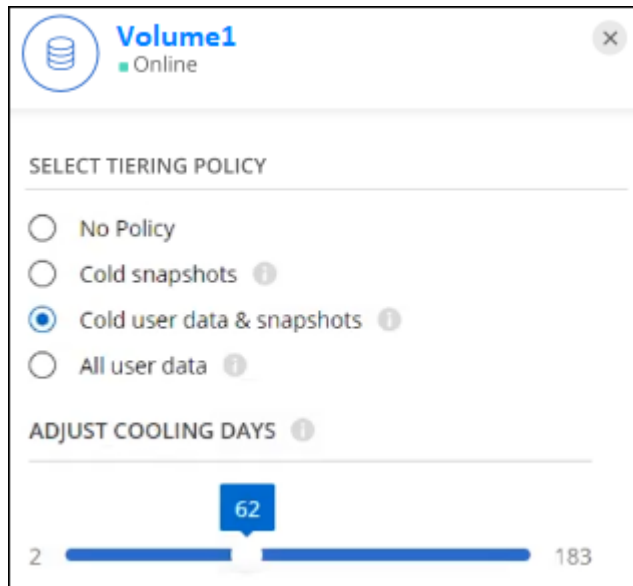 Volume1
Online
SELECT TIERING POLICY
No Policy
Cold snapshots
Cold user data & snapshots
All user data
ADJUST COOLING DAYS
62
2 183